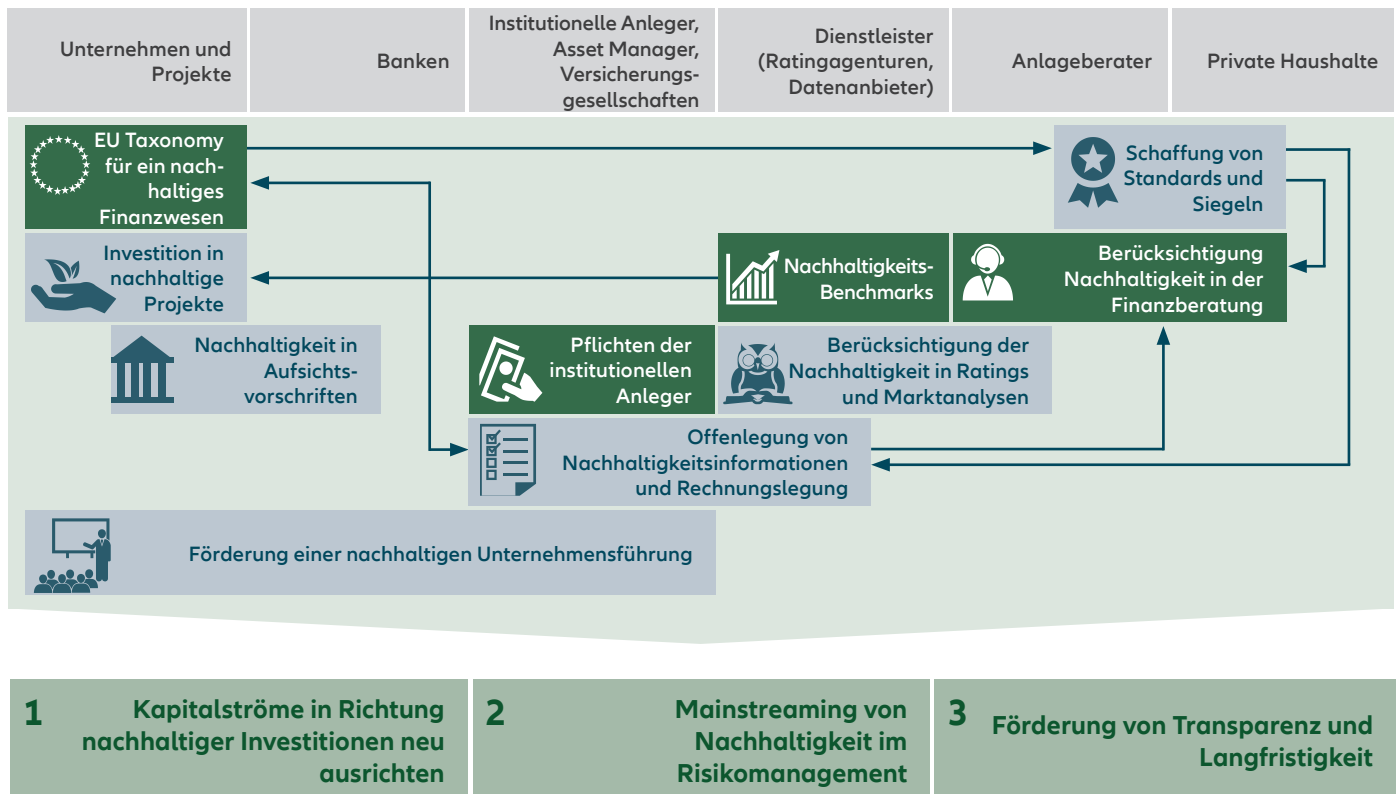 Unternehmen und
Projekte
Banken
Institutionelle Anleger,
Asset Manager,
Versicherungs-
gesellschaften
Dienstleister
(Ratingagenturen,
Datenanbieter)
Anlageberater
Private Haushalte
EU Taxonomy
für ein nach-
haltiges
Finanzwesen
Schaffung von
Standards und
Siegeln
Investition in
nachhaltige
Projekte
Nachhaltigkeits-
Benchmarks
Berücksichtigung
Nachhaltigkeit in der
Finanzberatung
Nachhaltigkeit in
Aufsichts-
vorschriften
Pflichten der
institutionellen
Anleger
Berücksichtigung der
Nachhaltigkeit in Ratings
und Marktanalysen
Offenlegung von
Nachhaltigkeitsinformationen
und Rechnungslegung
Förderung einer nachhaltigen Unternehmensführung
1
Kapitalströme in Richtung
nachhaltiger Investitionen neu
ausrichten
2
Mainstreaming von
Nachhaltigkeit im
Risikomanagement
3
Förderung von Transparenz und
Langfristigkeit